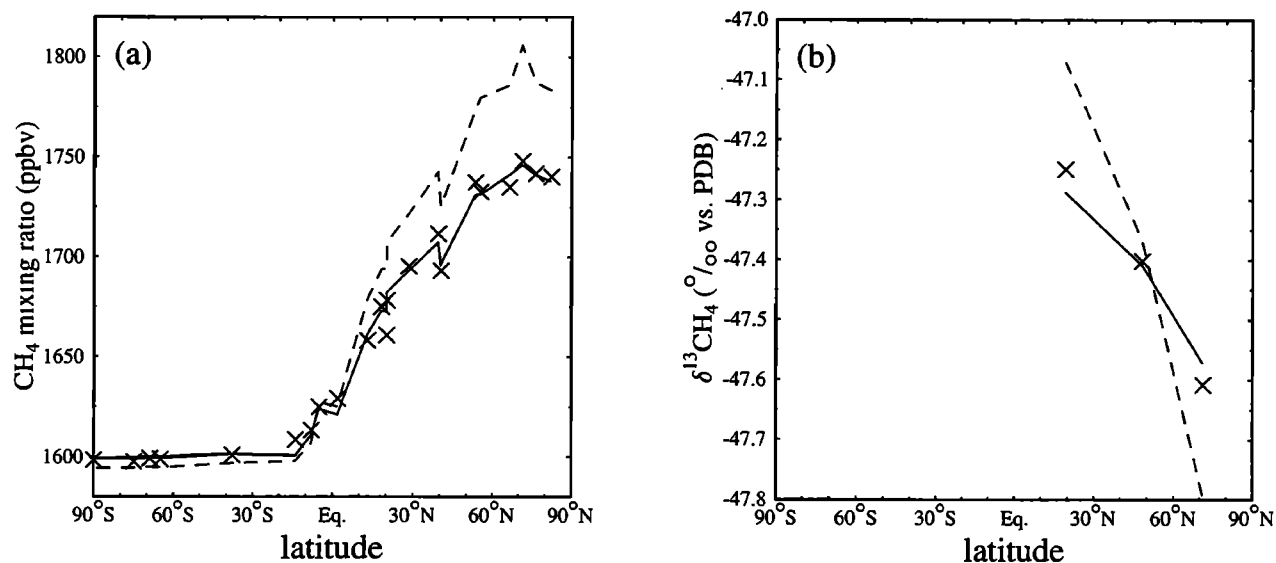 (a)
CH₄ mixing ratio (ppbv)
1800
1750
1700
1650
1600
90°S 60°S 30°S Eq. 30°N 60°N 90°N
latitude
(b)
δ¹³CH₄ (°/oo vs. PDB)
-47.0
-47.1
-47.2
-47.3
-47.4
-47.5
-47.6
-47.7
-47.8
90°S 60°S 30°S Eq. 30°N 60°N 90°N
latitude